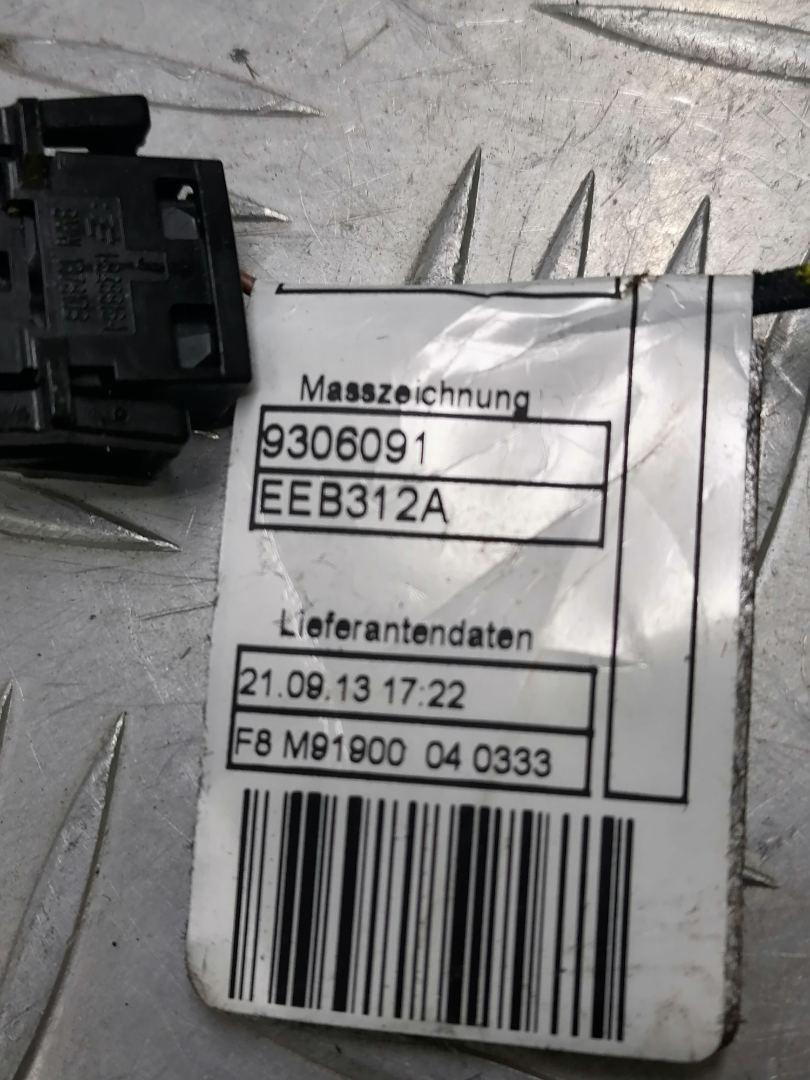 Masszeichnung
9306091
EEB312A
Lieferantendaten
21.09.13 17:22
F8 M91900 04 0333